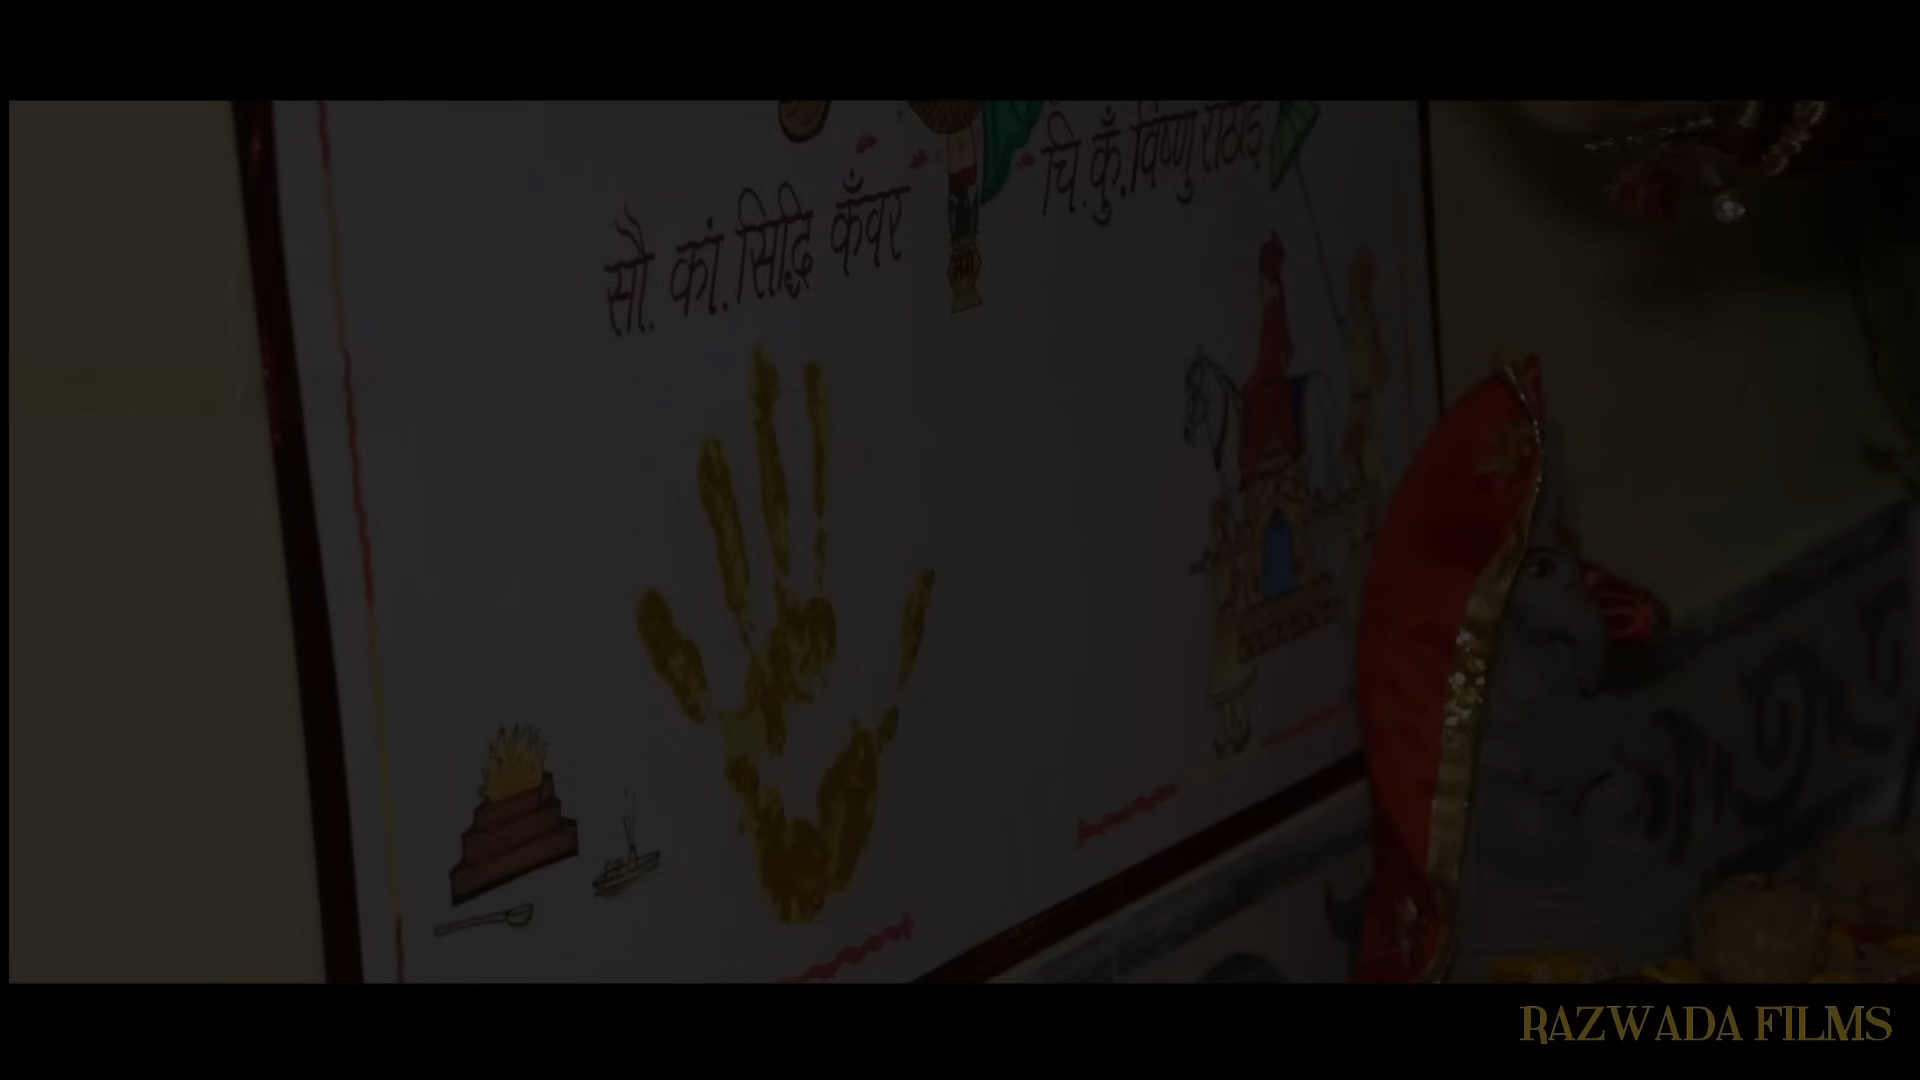 सौ. कां. सिद्धि कँवर
चि. कुँ. विष्णु राठौड़
RAZWADA FILMS